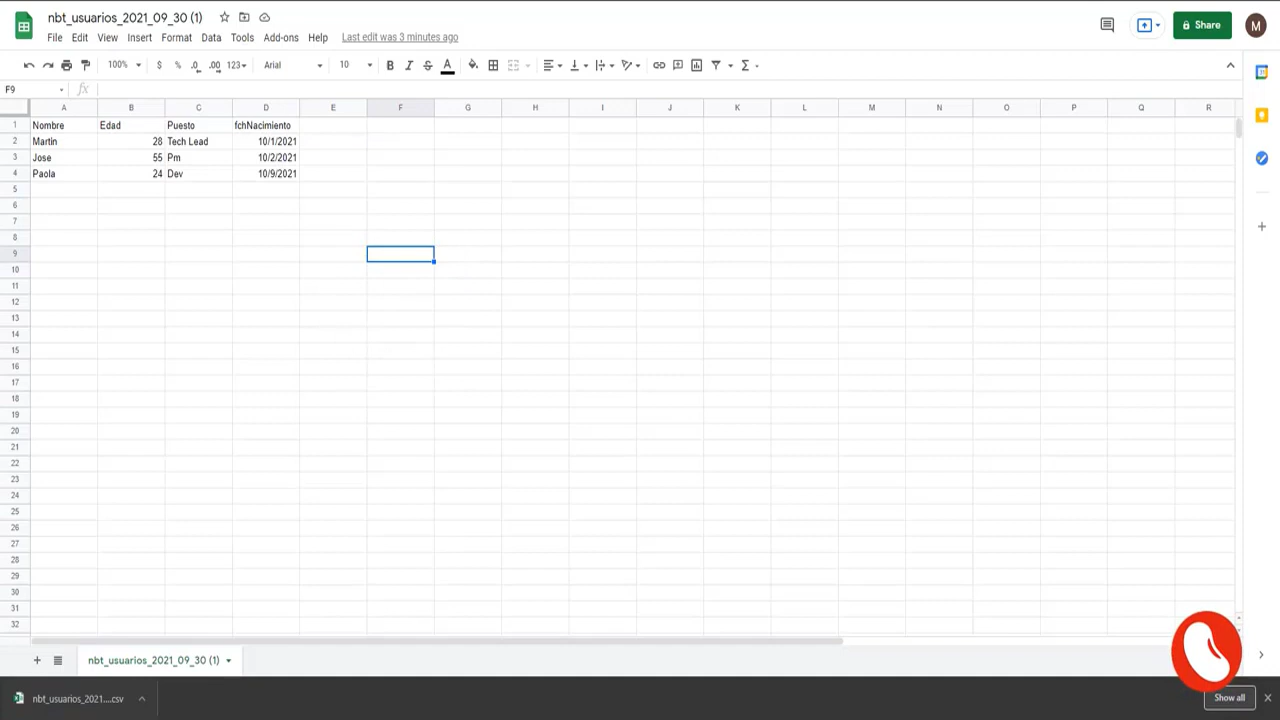 nbt_usuarios_2021_09_30 (1)
File Edit View Insert Format Data Tools Add-ons Help Last edit was 3 minutes ago
Share
M
100% $ % .0 .00 123 Arial 10 B I S A Σ
F9 fx
A B C D E F G H I J K L M N O P Q R
1 Nombre Edad Puesto fchNacimiento
2 Martin 28 Tech Lead 10/1/2021
3 Jose 55 Pm 10/2/2021
4 Paola 24 Dev 10/9/2021
5
6
7
8
9
10
11
12
13
14
15
16
17
18
19
20
21
22
23
24
25
26
27
28
29
30
31
32
nbt_usuarios_2021_09_30 (1)
nbt_usuarios_2021....csv
Show all